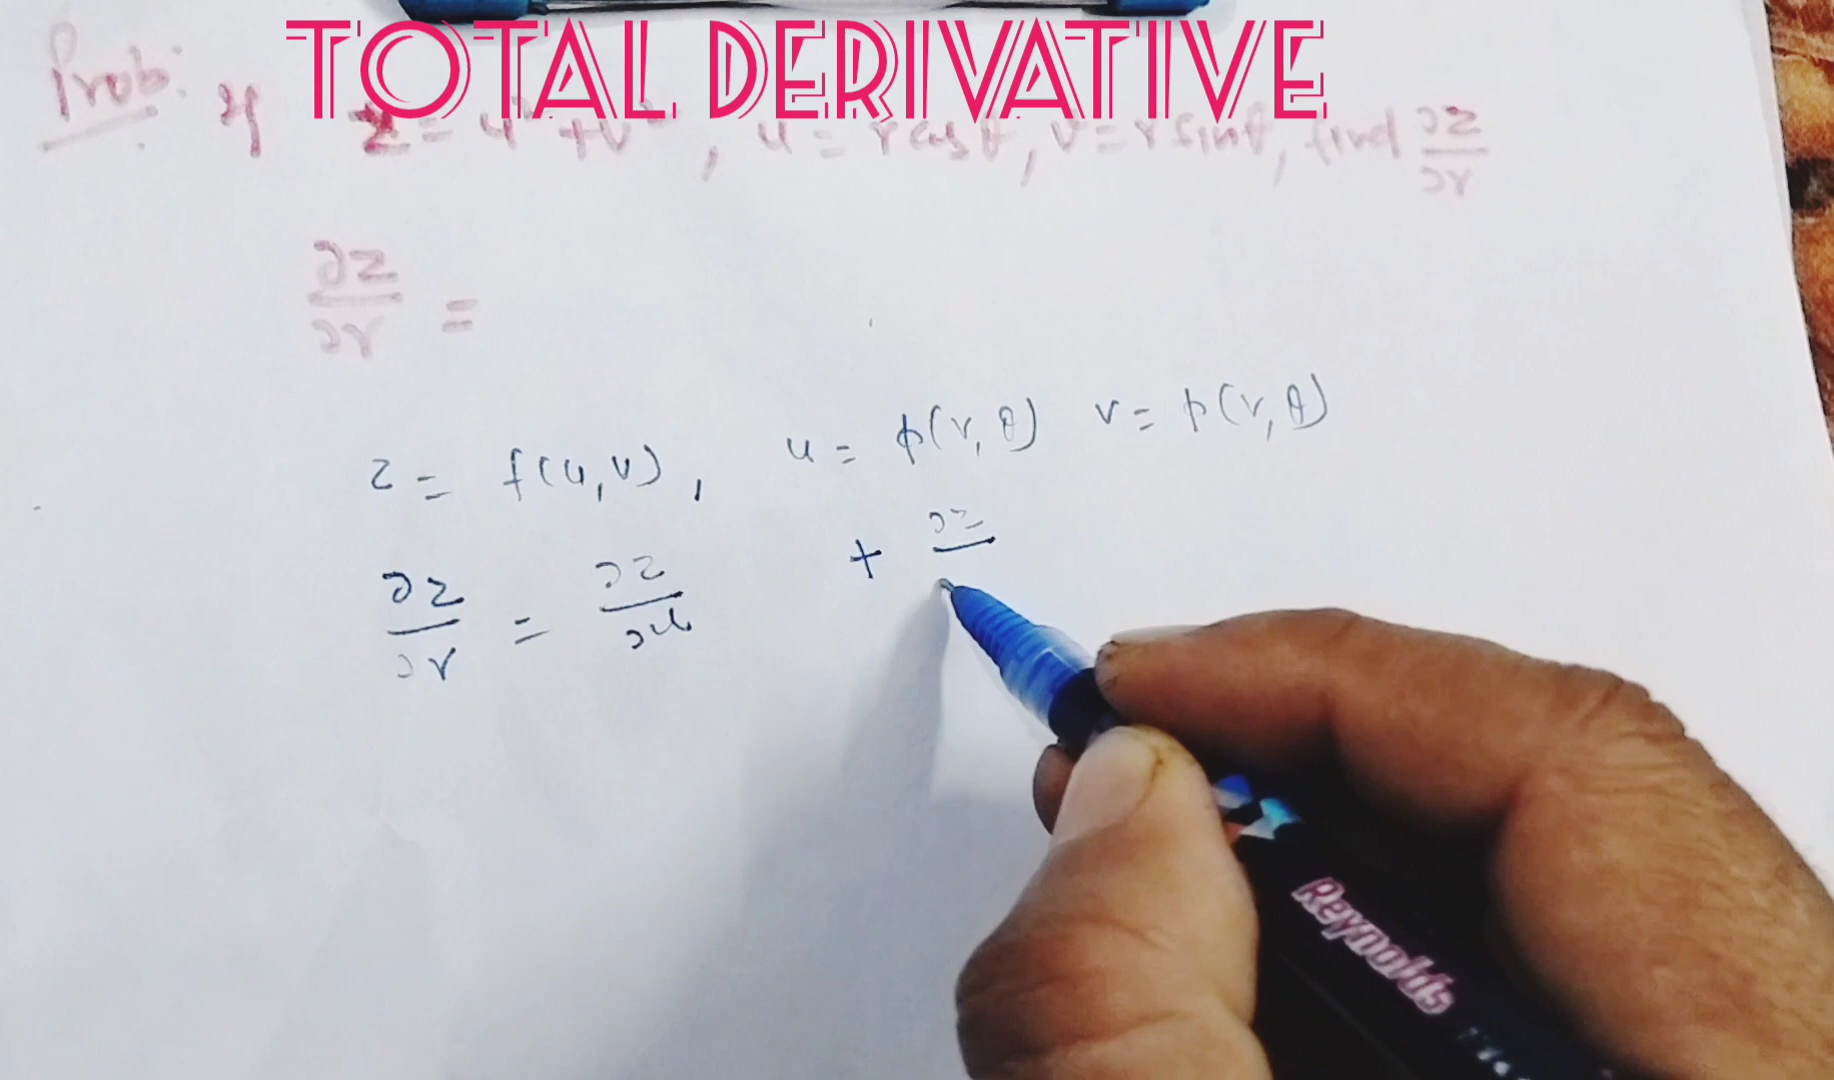 TOTAL DERIVATIVE
Prob: If z = u² + v², u = r cos θ, v = r sin θ, find ∂z/∂r
∂z/∂r =
z = f(u, v), u = ϕ(r, θ) v = ϕ(r, θ)
∂z/∂r = ∂z/∂u + ∂z
Reynolds